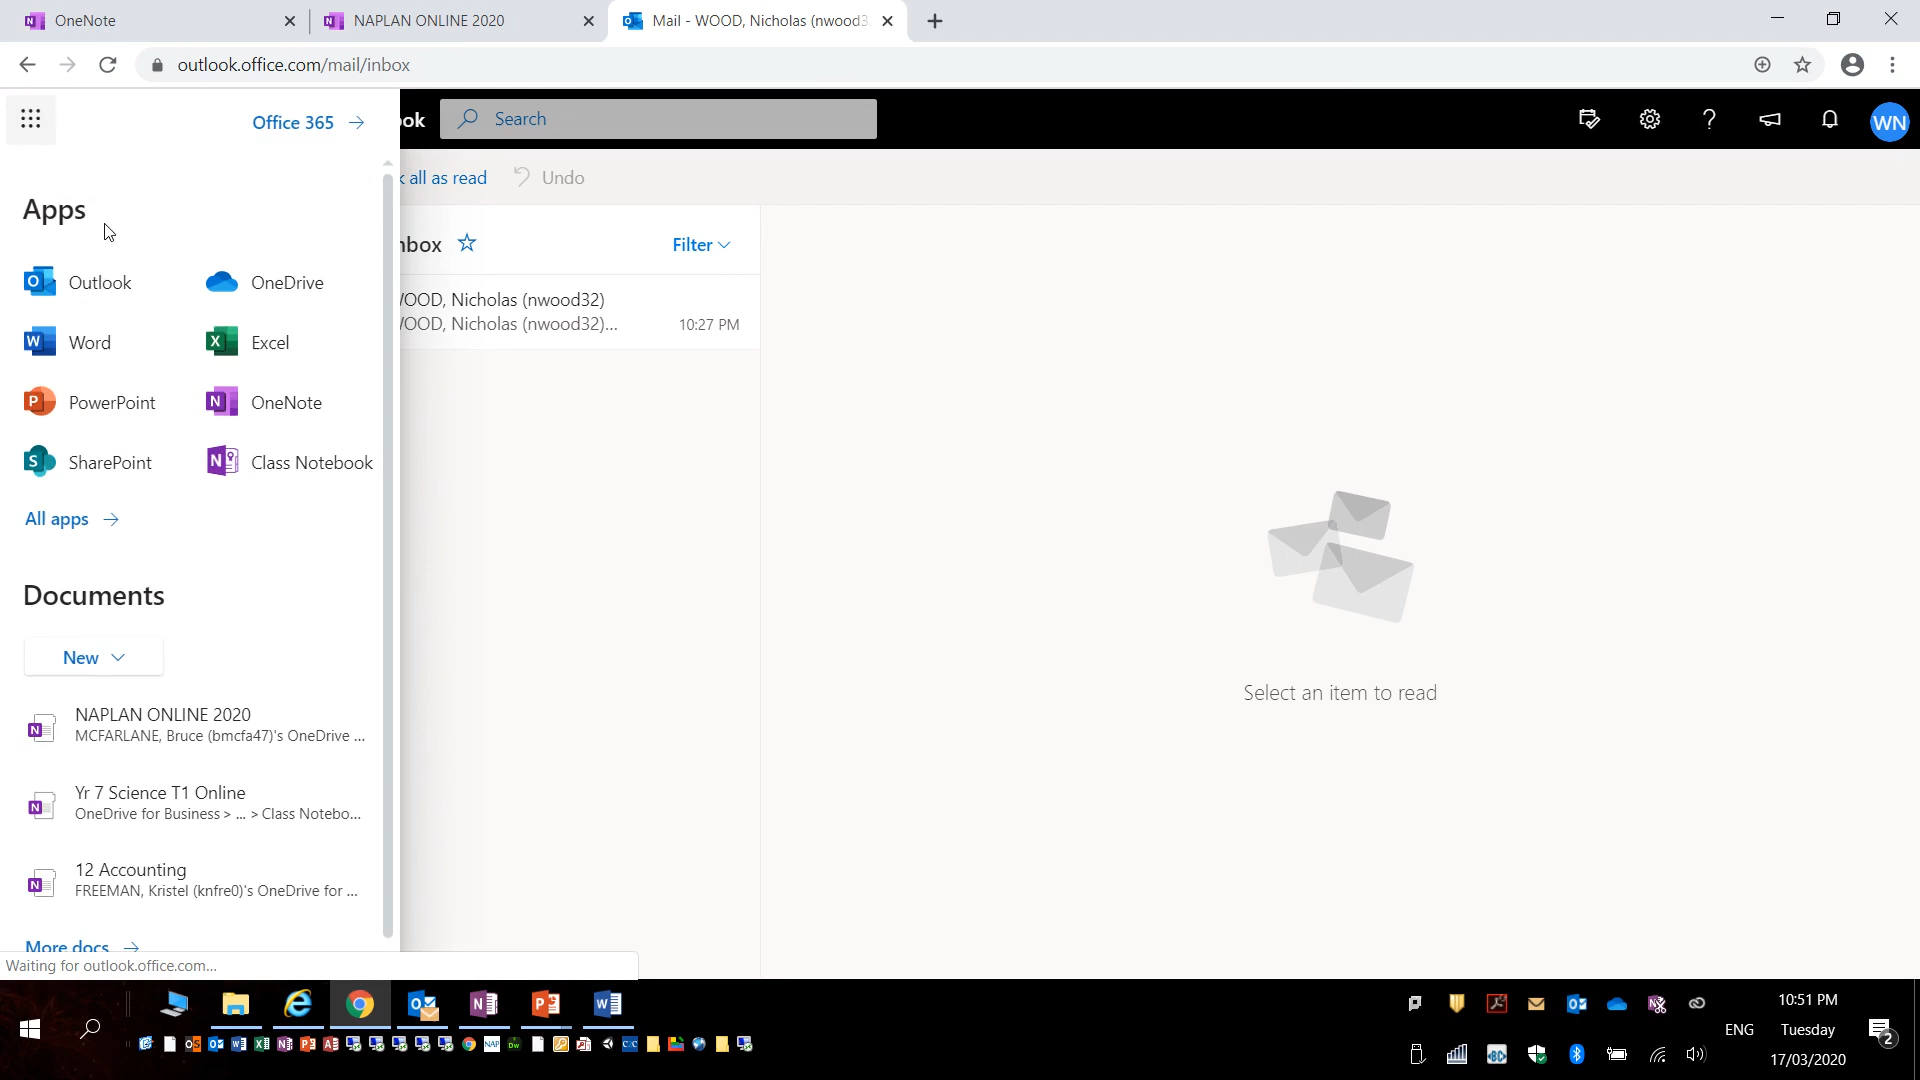 OneNote
NAPLAN ONLINE 2020
Mail - WOOD, Nicholas (nwood3
outlook.office.com/mail/inbox
Office 365
ok
Search
WN
k all as read
Undo
Apps
nbox
Filter
Outlook
OneDrive
WOOD, Nicholas (nwood32)
WOOD, Nicholas (nwood32)...
10:27 PM
Word
Excel
PowerPoint
OneNote
SharePoint
Class Notebook
All apps
Documents
New
Select an item to read
NAPLAN ONLINE 2020
MCFARLANE, Bruce (bmcfa47)'s OneDrive ...
Yr 7 Science T1 Online
OneDrive for Business > ... > Class Notebo...
12 Accounting
FREEMAN, Kristel (knfre0)'s OneDrive for ...
More docs
Waiting for outlook.office.com...
10:51 PM
ENG
Tuesday
17/03/2020
2